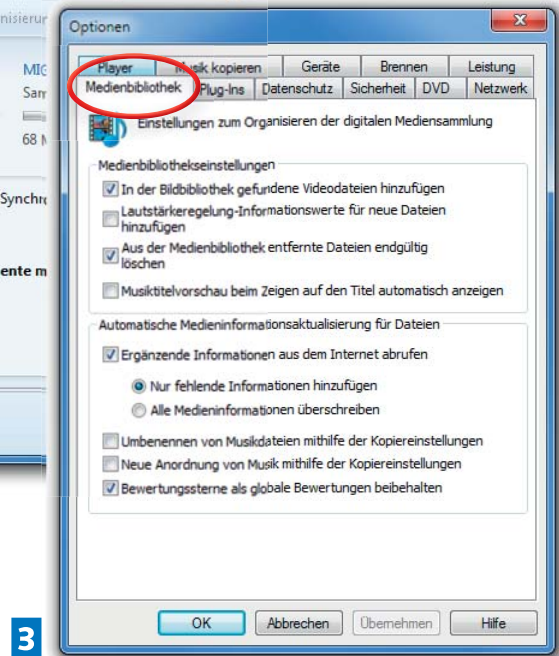 Optionen
Player Musik kopieren Geräte Brennen Leistung
Medienbibliothek Plug-Ins Datenschutz Sicherheit DVD Netzwerk
Einstellungen zum Organisieren der digitalen Mediensammlung
Medienbibliothekseinstellungen
In der Bildbibliothek gefundene Videodateien hinzufügen
Lautstärkeregelung-Informationswerte für neue Dateien
hinzufügen
Aus der Medienbibliothek entfernte Dateien endgültig
löschen
Musiktitelvorschau beim Zeigen auf den Titel automatisch anzeigen
Automatische Medieninformationsaktualisierung für Dateien
Ergänzende Informationen aus dem Internet abrufen
Nur fehlende Informationen hinzufügen
Alle Medieninformationen überschreiben
Umbenennen von Musikdateien mithilfe der Kopiereinstellungen
Neue Anordnung von Musik mithilfe der Kopiereinstellungen
Bewertungssterne als globale Bewertungen beibehalten
OK Abbrechen Übernehmen Hilfe
68
ente
3